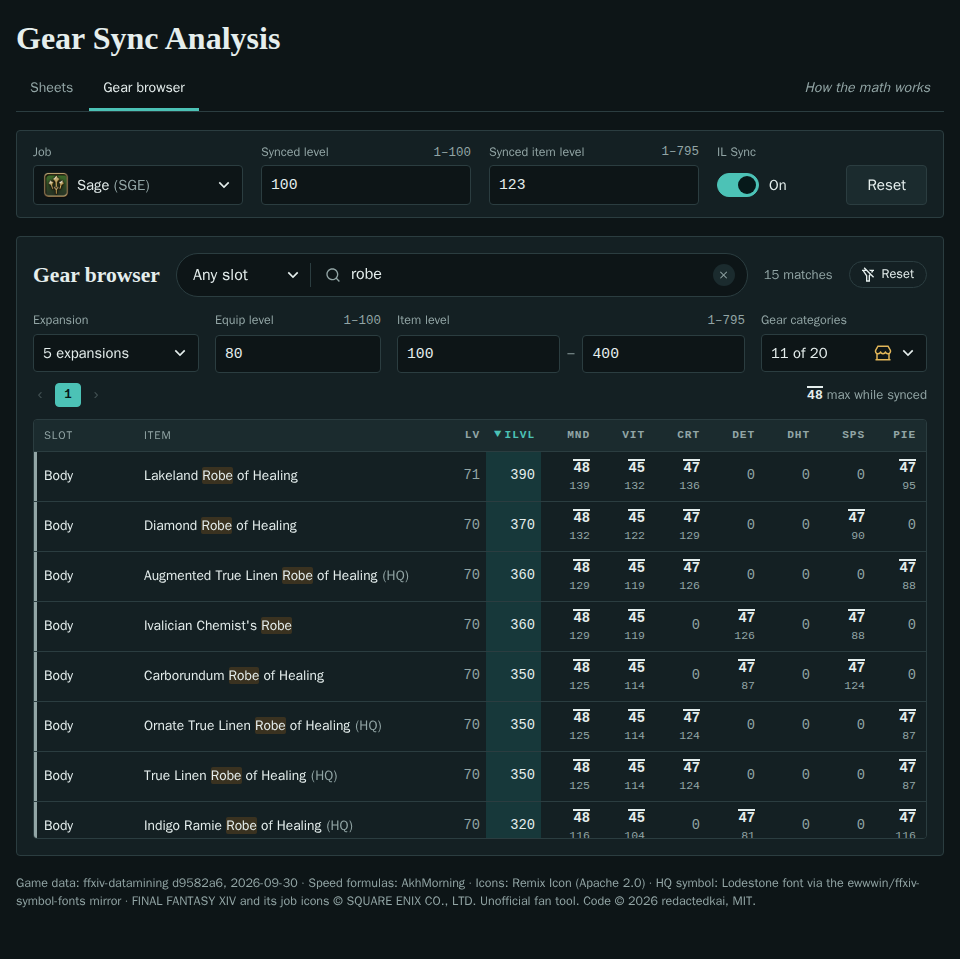 Gear Sync Analysis
Sheets Gear browser How the math works
Job Synced level 1–100 Synced item level 1–795 IL Sync
Sage (SGE) 100 123 On Reset
Gear browser Any slot robe 15 matches Reset
Expansion Equip level 1–100 Item level 1–795 Gear categories
5 expansions 80 100 – 400 11 of 20
‹ 1 › 48 max while synced
SLOT ITEM LV ▼ILVL MND VIT CRT DET DHT SPS PIE
Body Lakeland Robe of Healing 71 390 48 45 47 0 0 0 47
139 132 136 95
Body Diamond Robe of Healing 70 370 48 45 47 0 0 47 0
132 122 129 90
Body Augmented True Linen Robe of Healing (HQ) 70 360 48 45 47 0 0 0 47
129 119 126 88
Body Ivalician Chemist's Robe 70 360 48 45 0 47 0 47 0
129 119 126 88
Body Carborundum Robe of Healing 70 350 48 45 0 47 0 47 0
125 114 87 124
Body Ornate True Linen Robe of Healing (HQ) 70 350 48 45 47 0 0 0 47
125 114 124 87
Body True Linen Robe of Healing (HQ) 70 350 48 45 47 0 0 0 47
125 114 124 87
Body Indigo Ramie Robe of Healing (HQ) 70 320 48 45 0 47 0 0 47
116 104 81 116
Game data: ffxiv-datamining d9582a6, 2026-09-30 · Speed formulas: AkhMorning · Icons: Remix Icon (Apache 2.0) · HQ symbol: Lodestone font via the ewwwin/ffxiv-
symbol-fonts mirror · FINAL FANTASY XIV and its job icons © SQUARE ENIX CO., LTD. Unofficial fan tool. Code © 2026 redactedkai, MIT.